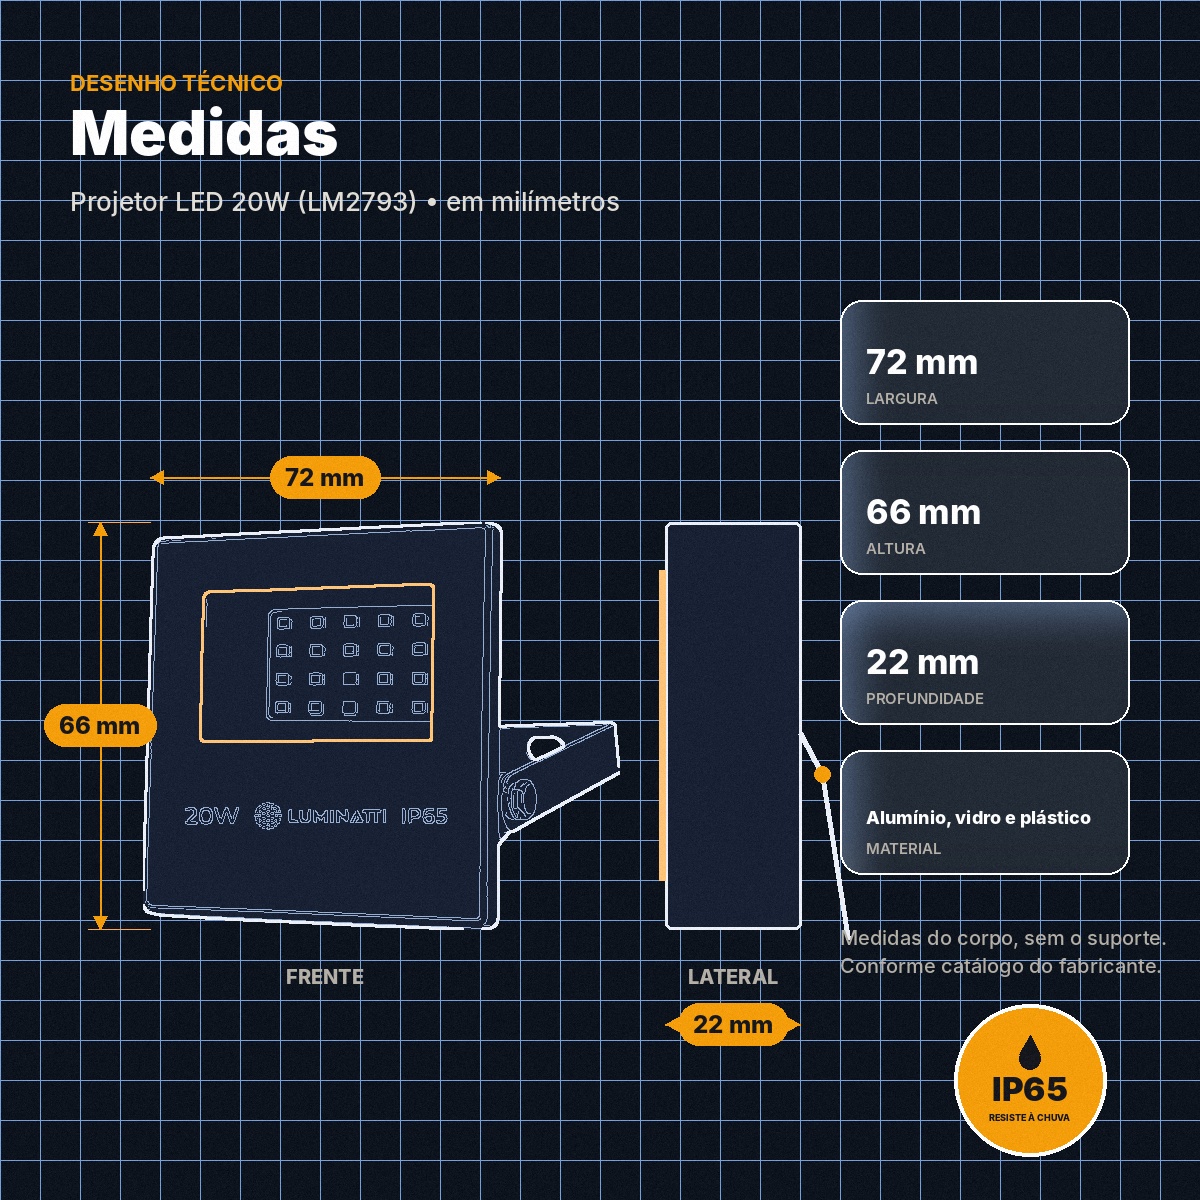 DESENHO TÉCNICO
Medidas
Projetor LED 20W (LM2793) • em milímetros
72 mm
LARGURA
66 mm
ALTURA
22 mm
PROFUNDIDADE
Alumínio, vidro e plástico
MATERIAL
72 mm
66 mm
20W LUMINATTI IP65
FRENTE
LATERAL
22 mm
Medidas do corpo, sem o suporte.
Conforme catálogo do fabricante.
IP65
RESISTE À CHUVA